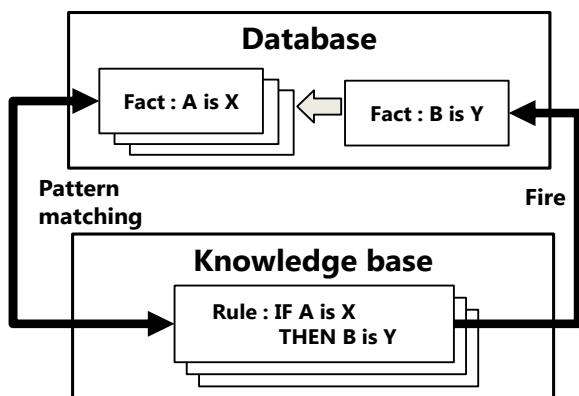 Database
Fact : A is X
Fact : B is Y
Pattern
matching
Fire
Knowledge base
Rule : IF A is X
THEN B is Y